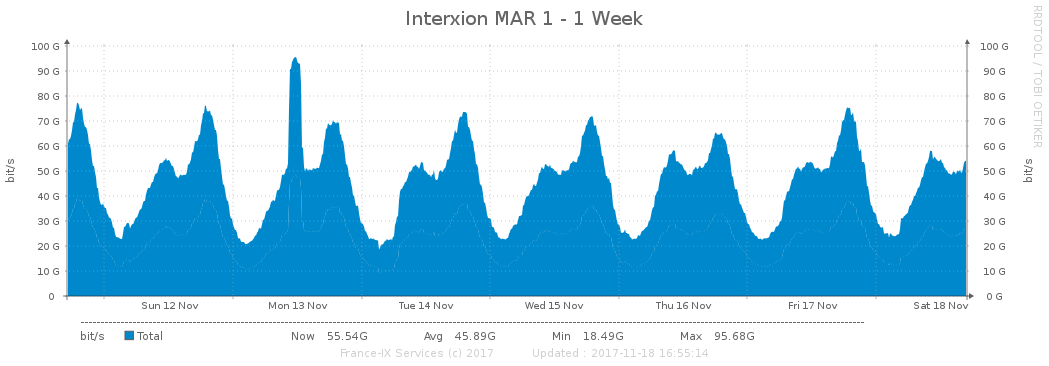 Interxion MAR 1 - 1 Week
RRDTOOL / TOBI OETIKER
bit/s
bit/s
100 G 100 G
90 G 90 G
80 G 80 G
70 G 70 G
60 G 60 G
50 G 50 G
40 G 40 G
30 G 30 G
20 G 20 G
10 G 10 G
0 0 G
Sun 12 Nov Mon 13 Nov Tue 14 Nov Wed 15 Nov Thu 16 Nov Fri 17 Nov Sat 18 Nov
bit/s Total Now 55.54G Avg 45.89G Min 18.49G Max 95.68G
France-IX Services (c) 2017 Updated : 2017-11-18 16:55:14